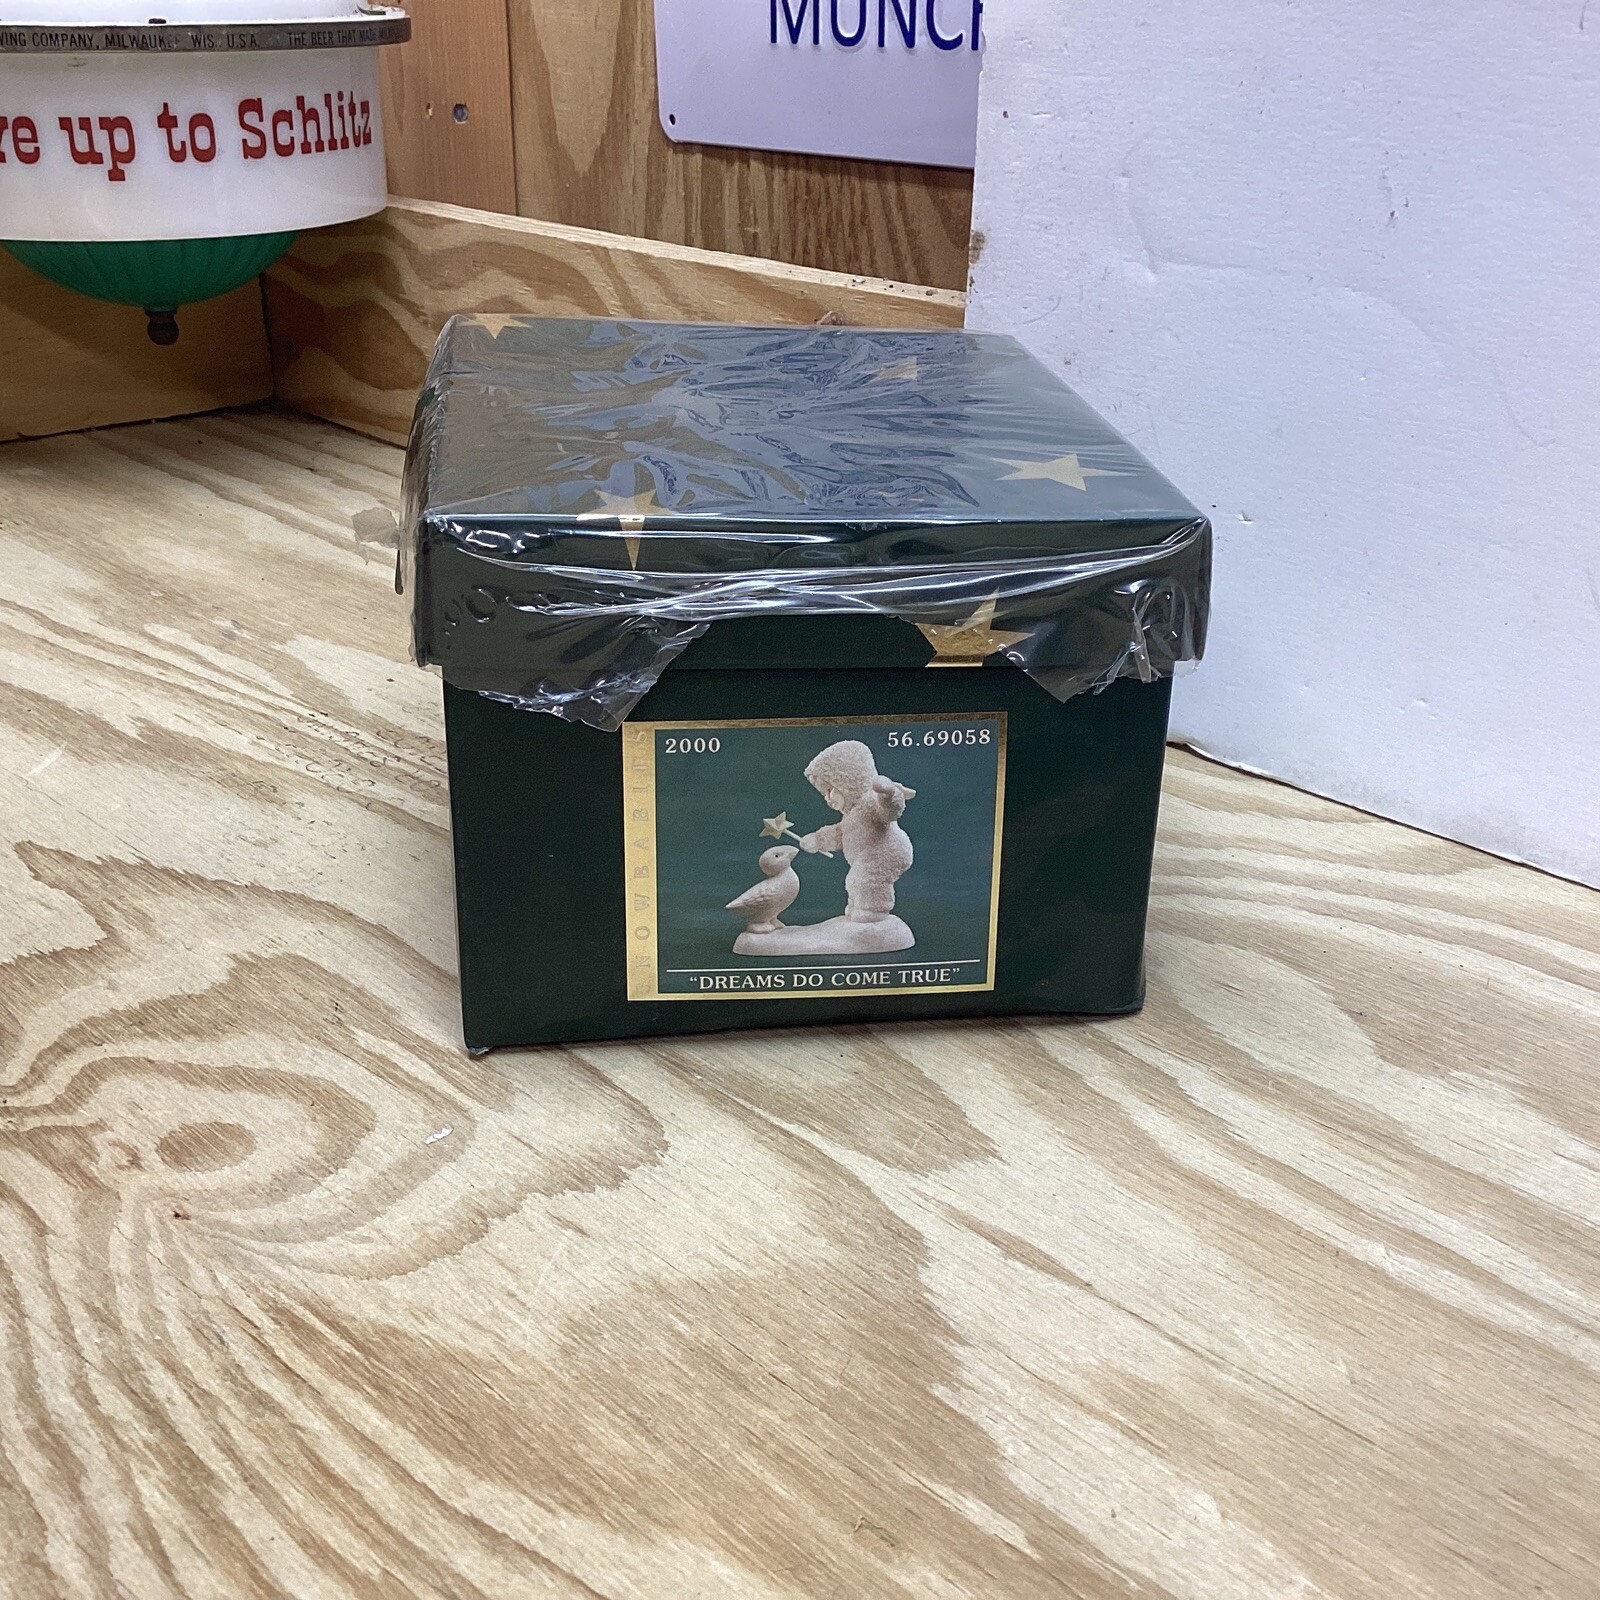 WING COMPANY, MILWAUKEE WIS. U.S.A. THE BEER THAT MADE
ve up to Schlitz
MUNCH
2000
56.69058
SNOWBABIES
"DREAMS DO COME TRUE"